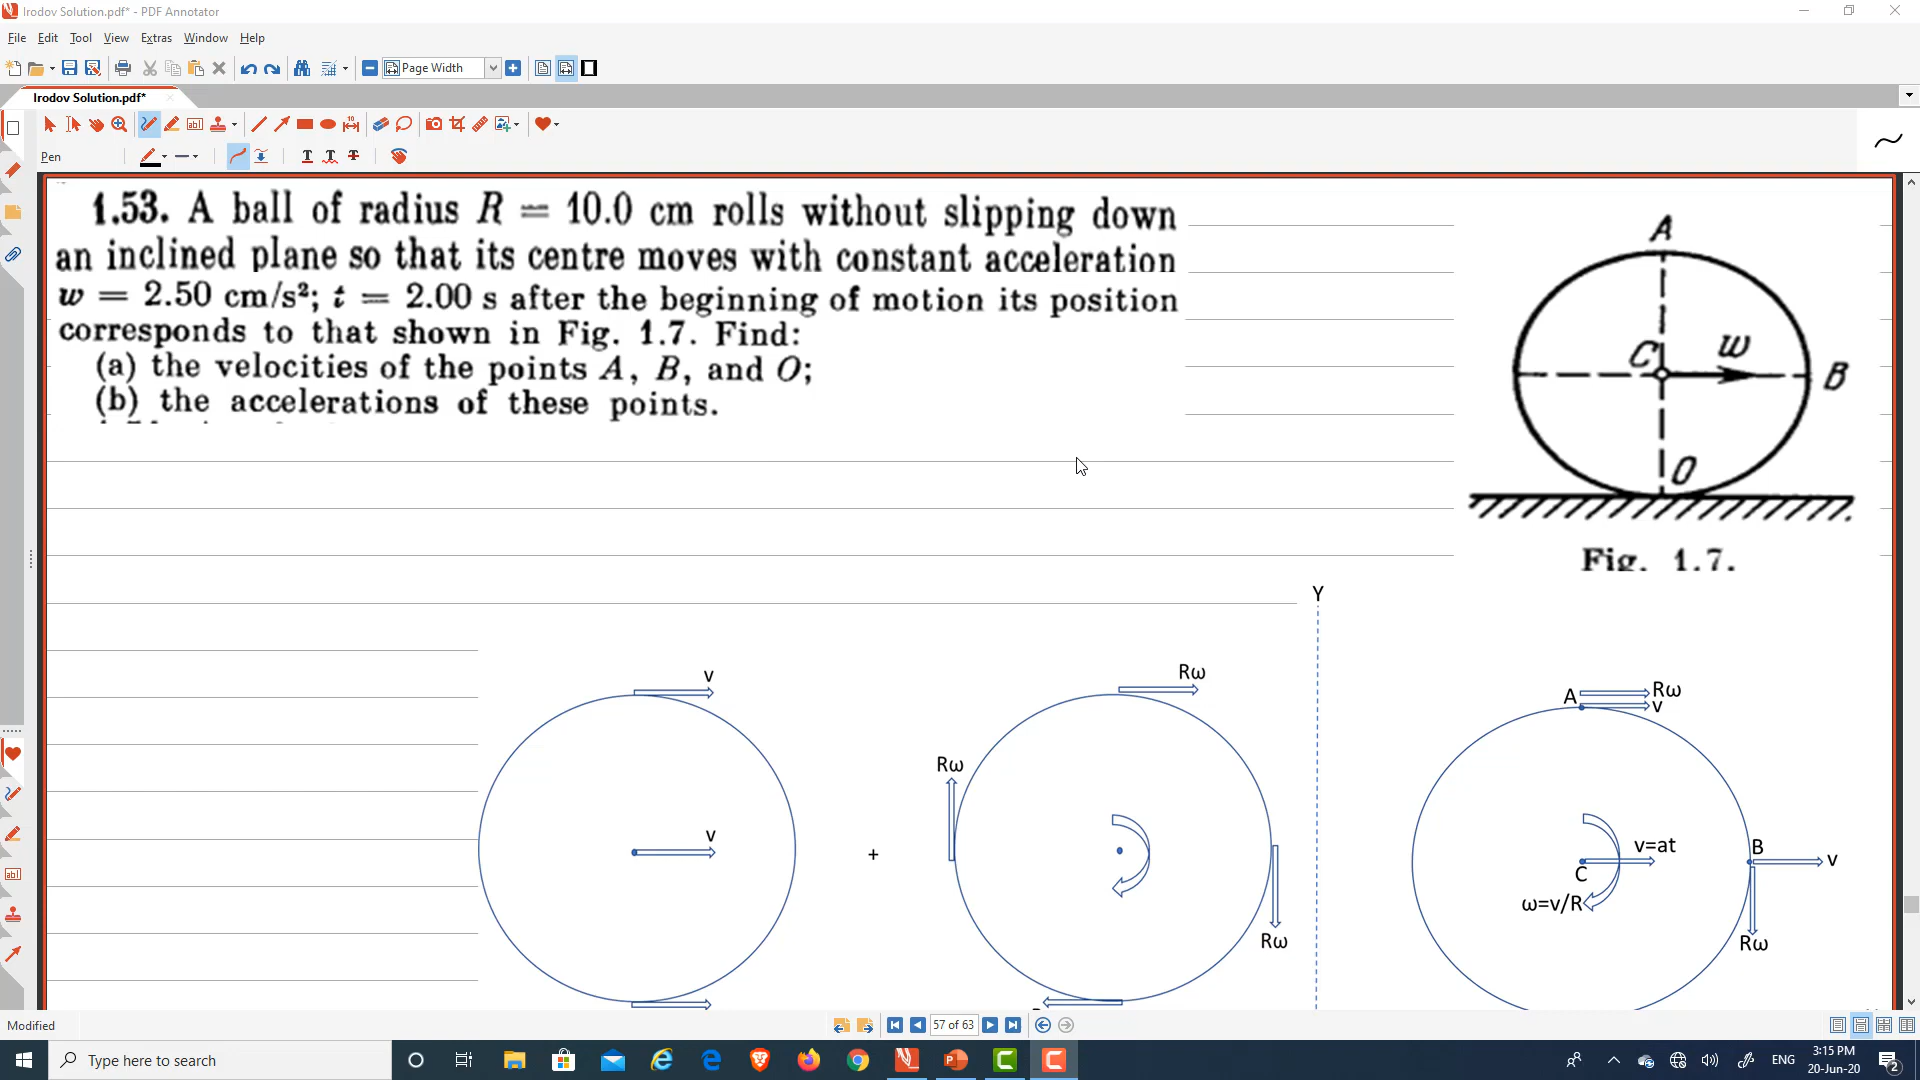 Irodov Solution.pdf* - PDF Annotator
File Edit Tool View Extras Window Help
Page Width
Irodov Solution.pdf*
Pen
1.53. A ball of radius R = 10.0 cm rolls without slipping down
an inclined plane so that its centre moves with constant acceleration
w = 2.50 cm/s²; t = 2.00 s after the beginning of motion its position
corresponds to that shown in Fig. 1.7. Find:
(a) the velocities of the points A, B, and O;
(b) the accelerations of these points.
A
C w B
O
Fig. 1.7.
Y
v
v
+
Rω
Rω
Rω
A Rω
v
v=at
B
v
C
ω=v/R
Rω
Modified
57 of 63
Type here to search
ENG
3:15 PM
20-Jun-20
2